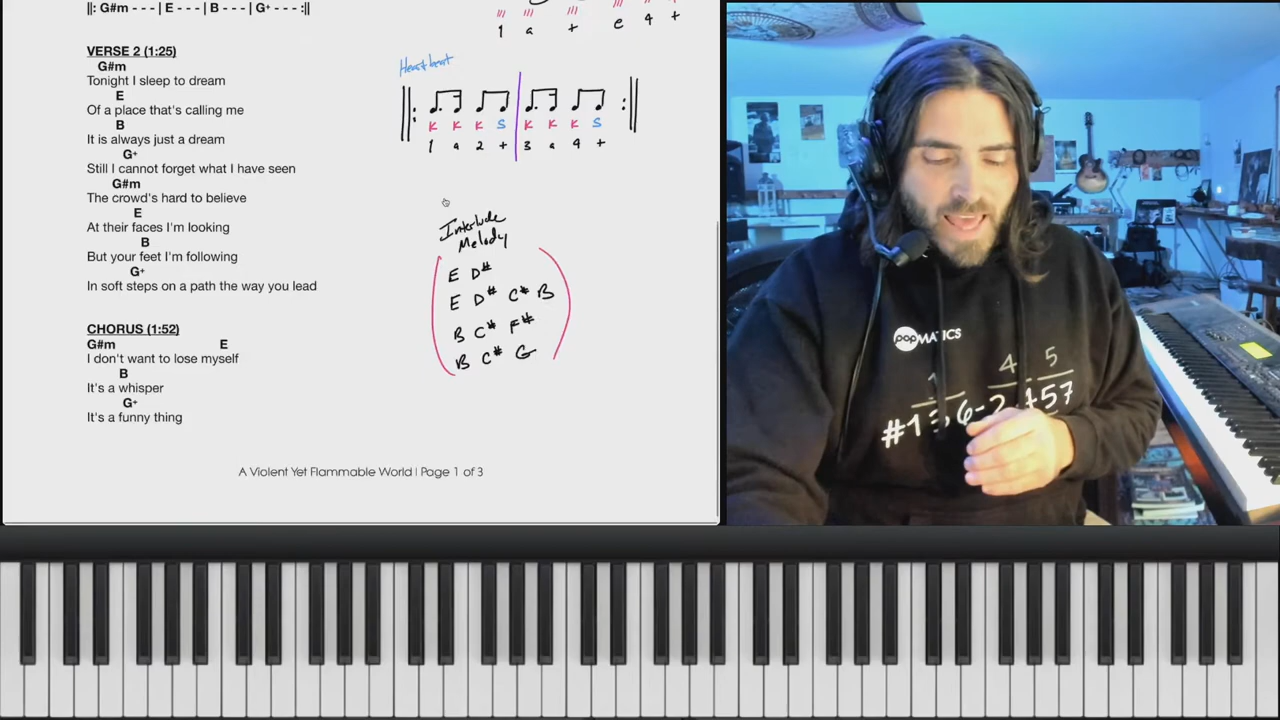 𝄆: G#m - - - | E - - - | B - - - | G+ - - - :𝄇
VERSE 2 (1:25)
G#m
Tonight I sleep to dream
E
Of a place that's calling me
B
It is always just a dream
G+
Still I cannot forget what I have seen
G#m
The crowd's hard to believe
E
At their faces I'm looking
B
But your feet I'm following
G+
In soft steps on a path the way you lead
CHORUS (1:52)
G#m E
I don't want to lose myself
B
It's a whisper
G+
It's a funny thing
1 a + e 4 +
Heartbeat
K K K S K K K S
1 a 2 + 3 a 4 +
Interlude
Melody
E D#
E D# C# B
B C# F#
B C# G
A Violent Yet Flammable World | Page 1 of 3
popMATICS
1 4 5